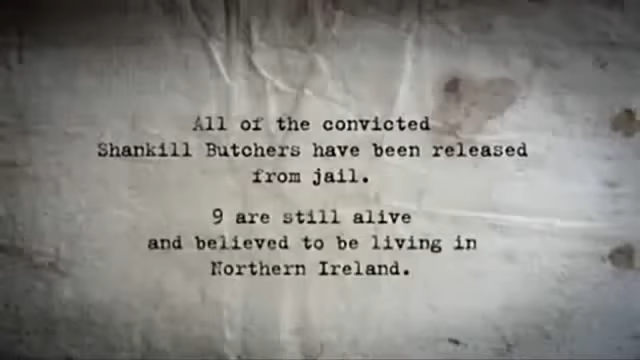 All of the convicted
Shankill Butchers have been released
from jail.
9 are still alive
and believed to be living in
Northern Ireland.